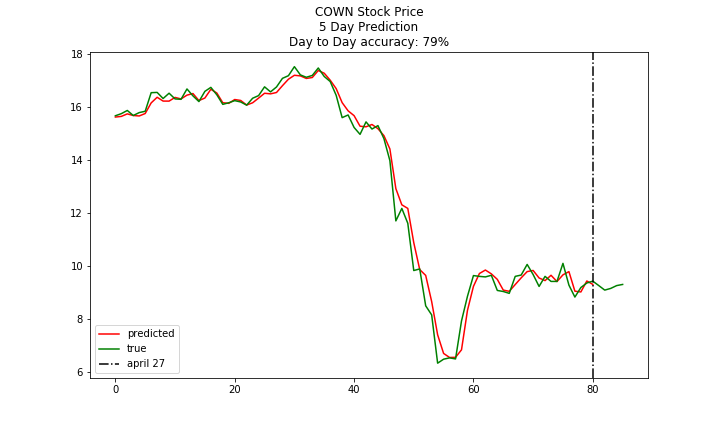 COWN Stock Price
5 Day Prediction
Day to Day accuracy: 79%
18
16
14
12
10
8
6
predicted
true
april 27
0 20 40 60 80